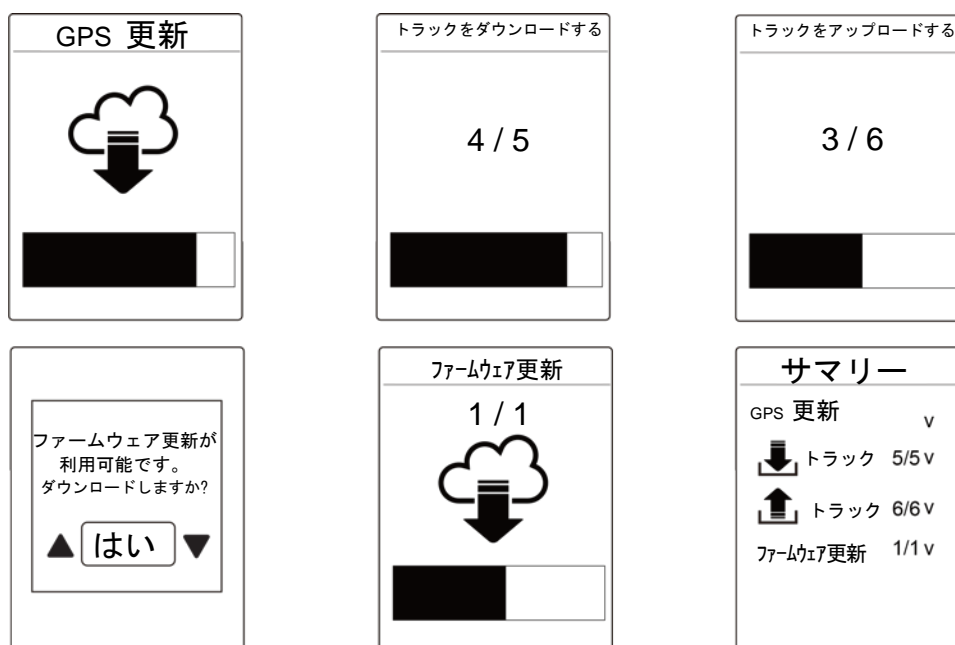 GPS 更新
トラックをダウンロードする
4 / 5
トラックをアップロードする
3 / 6
ファームウェア更新が
利用可能です。
ダウンロードしますか?
▲ はい ▼
ファームウェア更新
1 / 1
サマリー
GPS 更新 v
トラック 5/5 v
トラック 6/6 v
ファームウェア更新 1/1 v